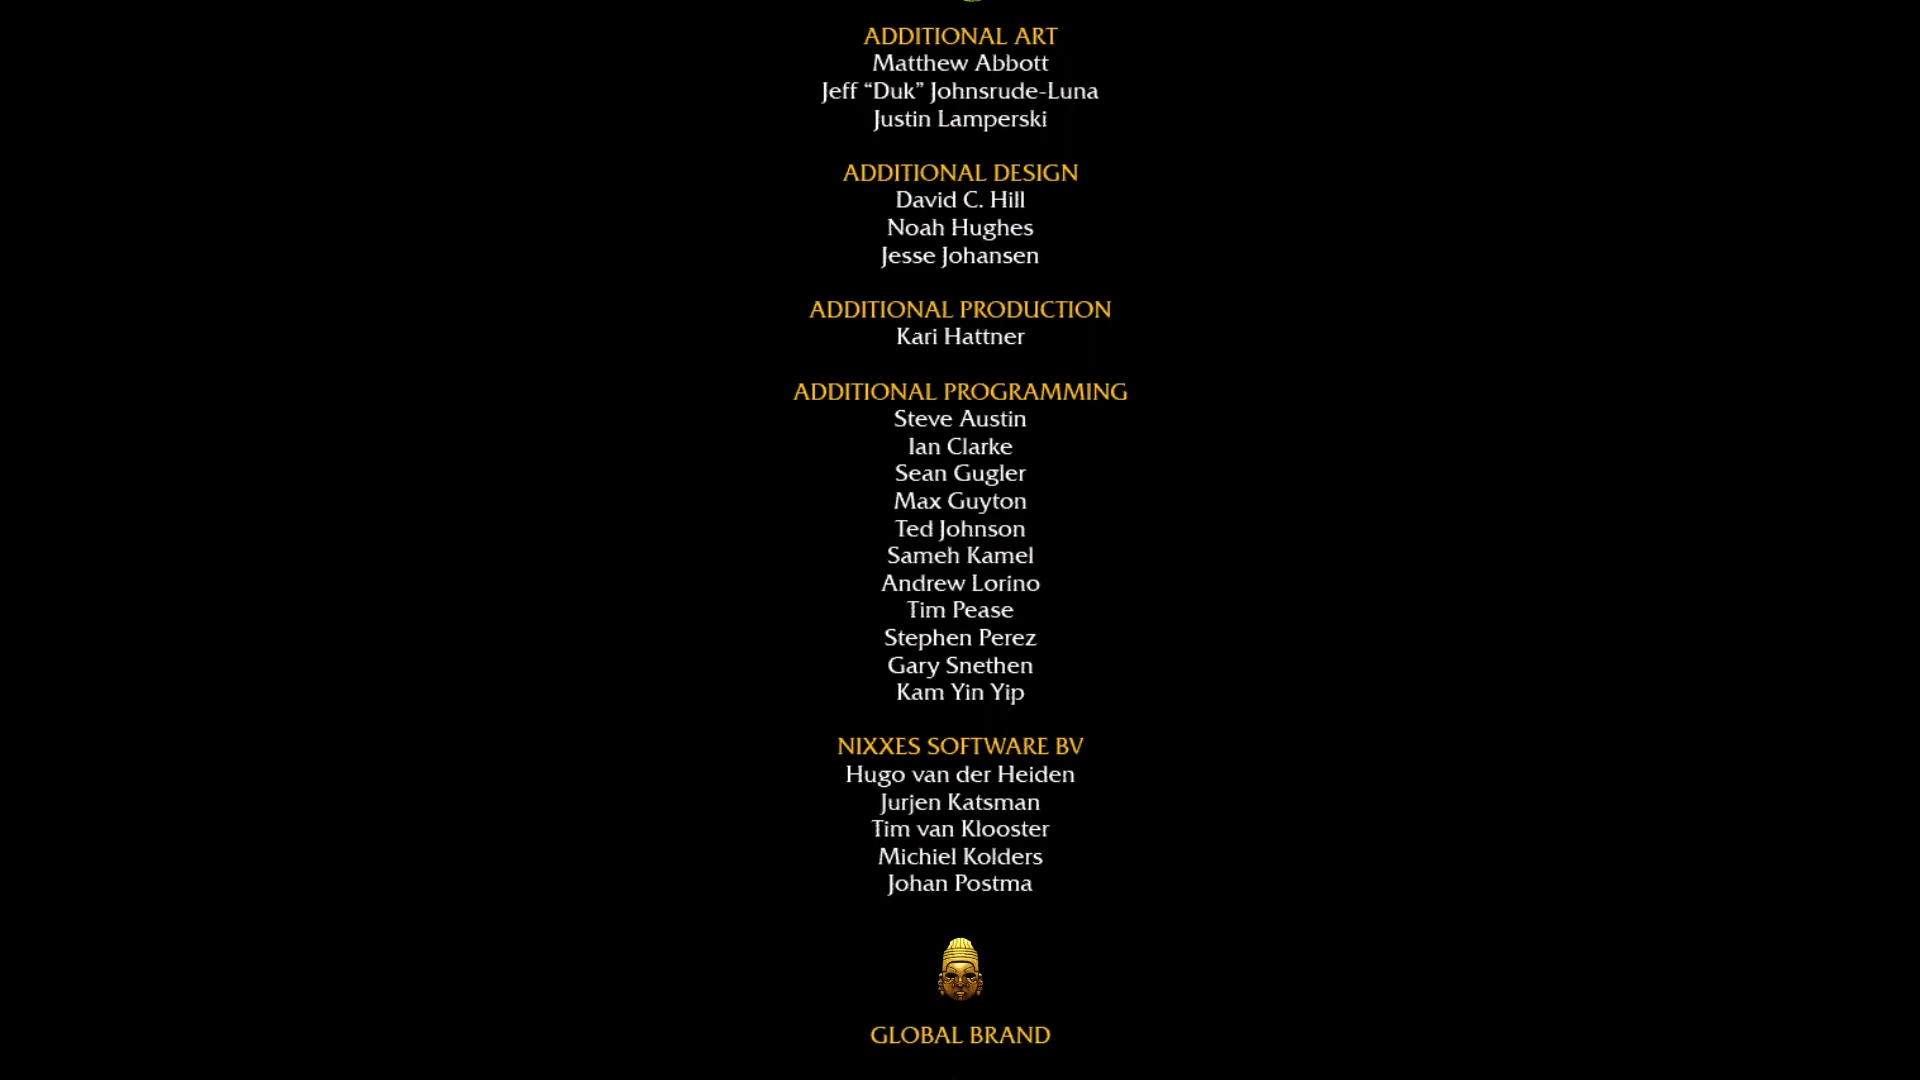 ADDITIONAL ART
Matthew Abbott
Jeff “Duk” Johnsrude-Luna
Justin Lamperski
ADDITIONAL DESIGN
David C. Hill
Noah Hughes
Jesse Johansen
ADDITIONAL PRODUCTION
Kari Hattner
ADDITIONAL PROGRAMMING
Steve Austin
Ian Clarke
Sean Gugler
Max Guyton
Ted Johnson
Sameh Kamel
Andrew Lorino
Tim Pease
Stephen Perez
Gary Snethen
Kam Yin Yip
NIXXES SOFTWARE BV
Hugo van der Heiden
Jurjen Katsman
Tim van Klooster
Michiel Kolders
Johan Postma
GLOBAL BRAND